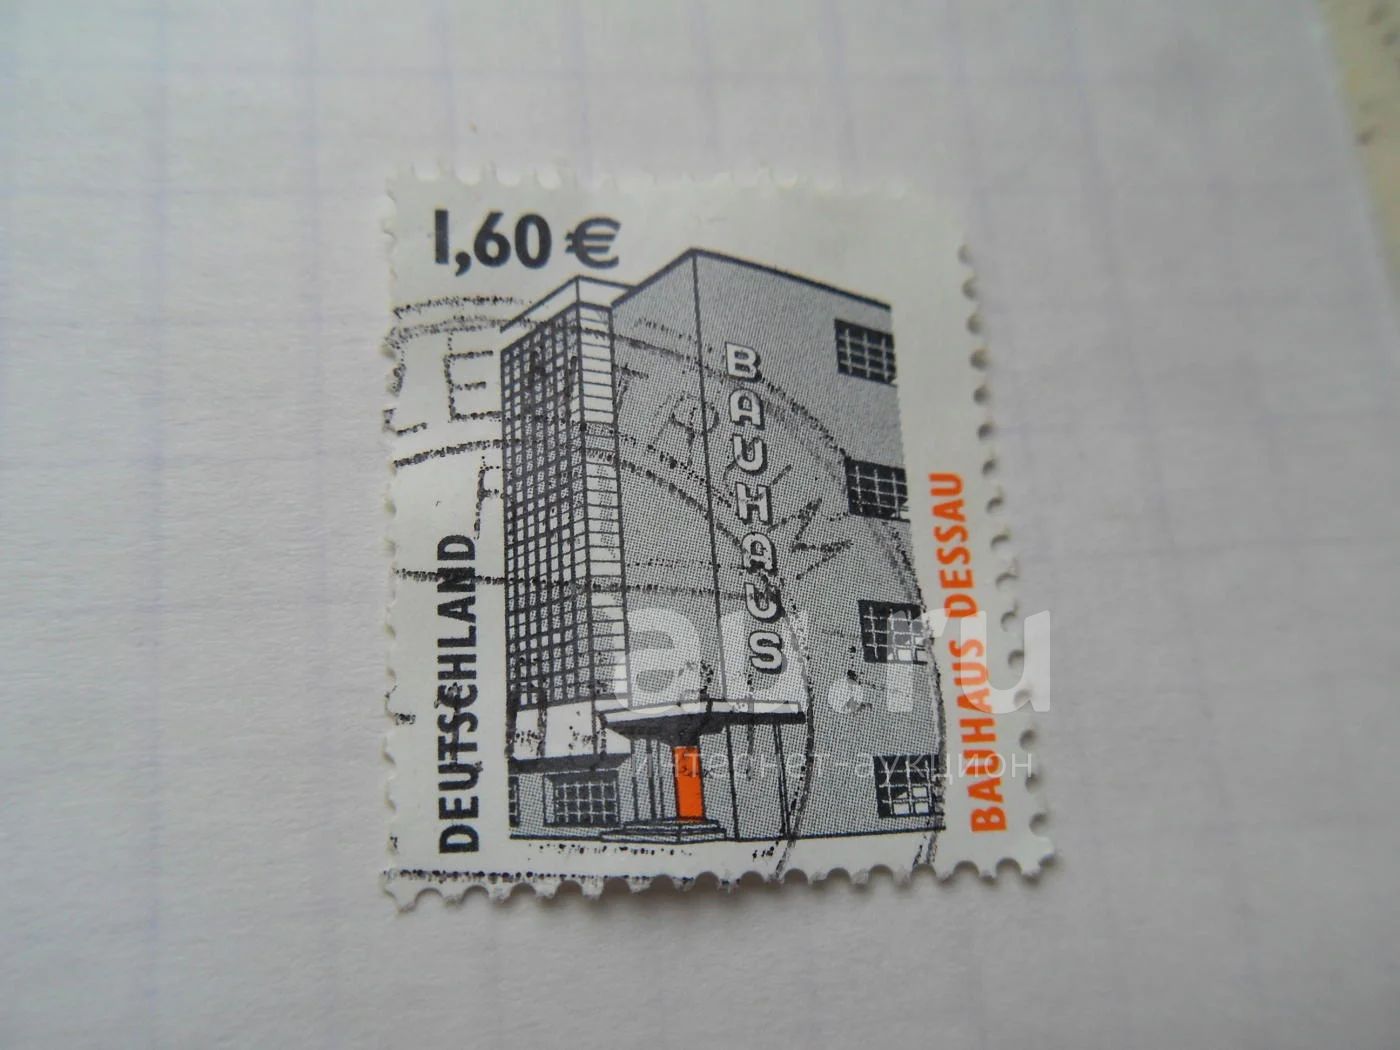 1,60 €
BAUHAUS
DEUTSCHLAND
BAUHAUS DESSAU
au.ru
интернет-аукцион